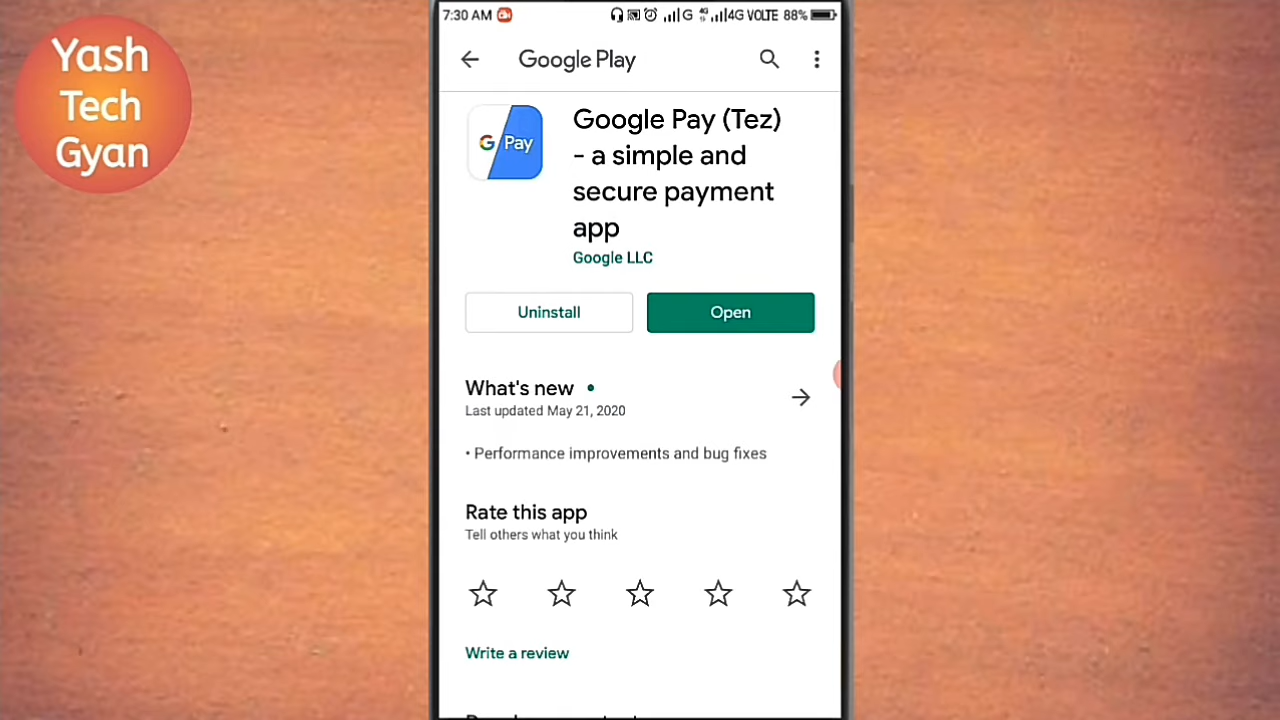 Yash
Tech
Gyan
7:30 AM
G
4G VOLTE 88%
Google Play
G Pay
Google Pay (Tez)
- a simple and
secure payment
app
Google LLC
Uninstall
Open
What's new •
Last updated May 21, 2020
• Performance improvements and bug fixes
Rate this app
Tell others what you think
Write a review